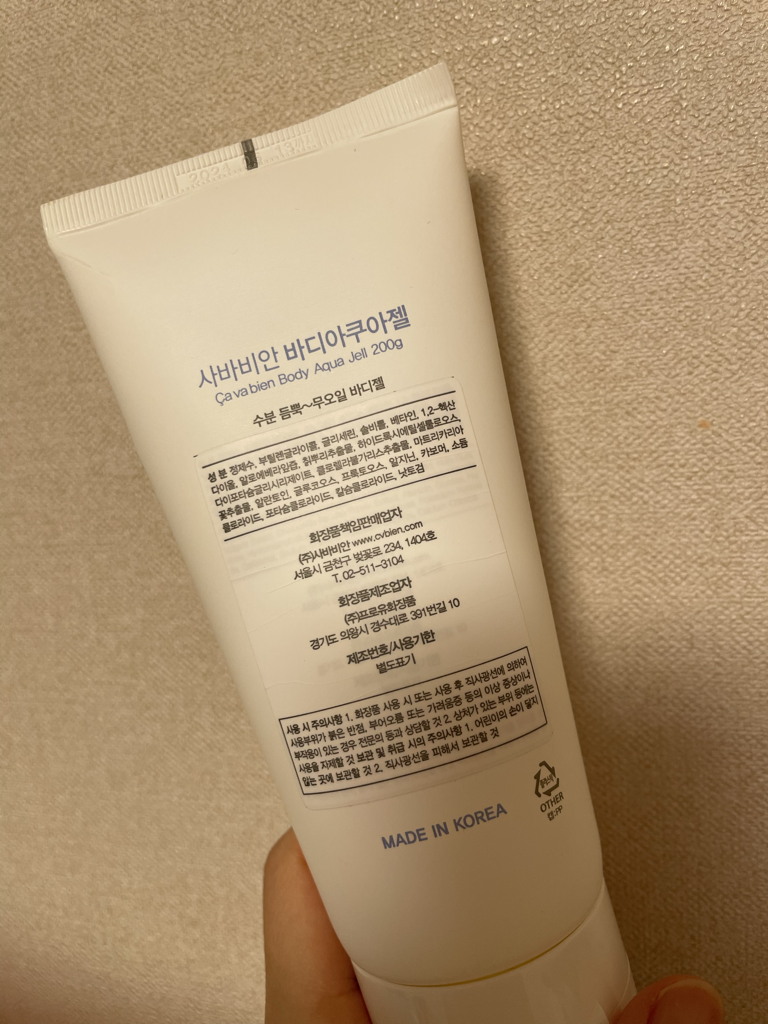 사바비안 바디아쿠아젤
Ça va bien Body Aqua Jell 200g
수분 듬뿍~무오일 바디젤
성 분 정제수, 부틸렌글라이콜, 글리세린, 솔비톨, 베타인, 1,2-헥산
다이올, 알로에베라잎즙, 칡뿌리추출물, 하이드록시에틸셀룰로오스,
다이포타슘글리시리제이트, 클로렐라불가리스추출물, 마트리카리아
꽃추출물, 알란토인, 글루코오스, 프룩토오스, 알지닌, 카보머, 소듐
클로라이드, 포타슘클로라이드, 칼슘클로라이드, 낫토검
화장품책임판매업자
(주)사바비안 www.cvbien.com
서울시 금천구 벚꽃로 234, 1404호
T. 02-511-3104
화장품제조업자
(주)프로유화장품
경기도 의왕시 경수대로 391번길 10
제조번호/사용기한
별도표기
사용 시 주의사항 1. 화장품 사용 시 또는 사용 후 직사광선에 의하여
사용부위가 붉은 반점, 부어오름 또는 가려움증 등의 이상 증상이나
부작용이 있는 경우 전문의 등과 상담할 것 2. 상처가 있는 부위 등에는
사용을 자제할 것 보관 및 취급 시의 주의사항 1. 어린이의 손이 닿지
않는 곳에 보관할 것 2. 직사광선을 피해서 보관할 것
OTHER
캡:PP
MADE IN KOREA